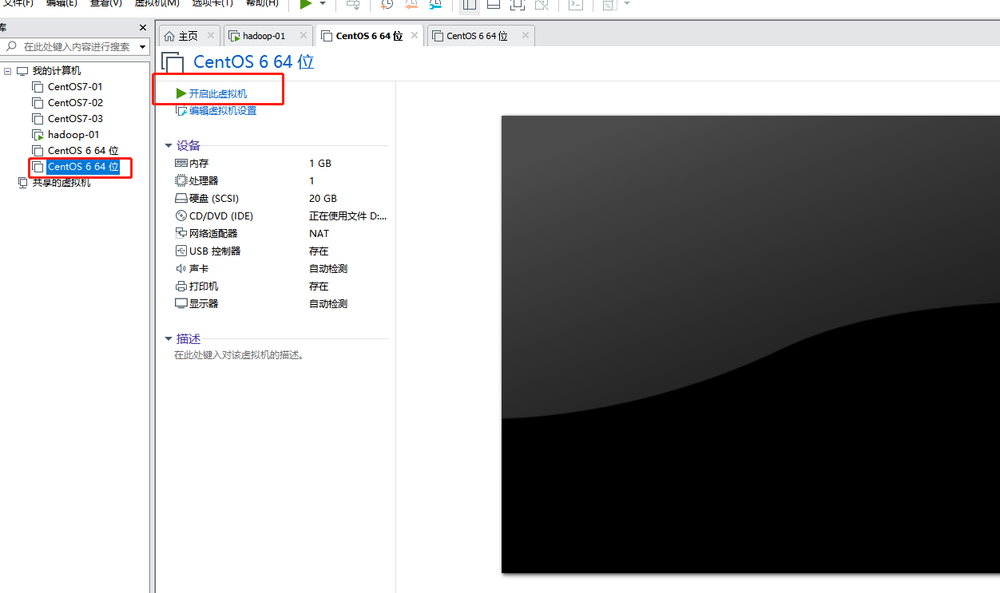 文件(F) 编辑(E) 查看(V) 虚拟机(M) 选项卡(T) 帮助(H)
库
主页 hadoop-01 CentOS 6 64 位 CentOS 6 64 位
在此处键入内容进行搜索
CentOS 6 64 位
我的计算机
CentOS7-01
CentOS7-02
CentOS7-03
hadoop-01
CentOS 6 64 位
CentOS 6 64 位
共享的虚拟机
开启此虚拟机
编辑虚拟机设置
设备
内存 1 GB
处理器 1
硬盘 (SCSI) 20 GB
CD/DVD (IDE) 正在使用文件 D:...
网络适配器 NAT
USB 控制器 存在
声卡 自动检测
打印机 存在
显示器 自动检测
描述
在此处键入对该虚拟机的描述。